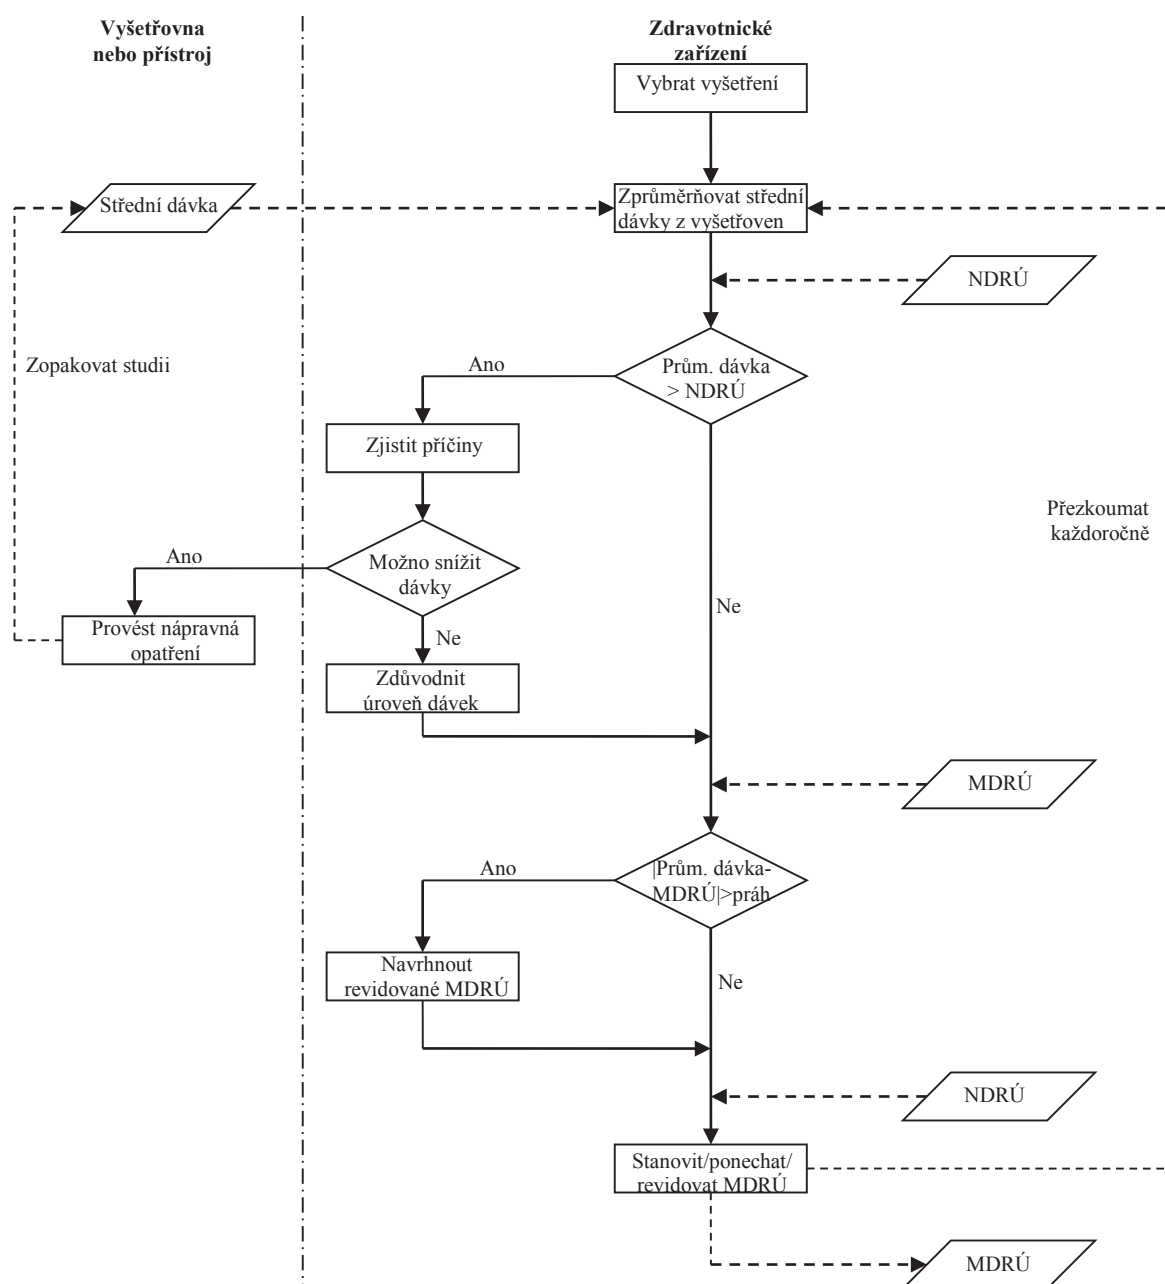 Vyšetřovna
nebo přístroj
Zdravotnické
zařízení
Vybrat vyšetření
Střední dávka
Zprůměrňovat střední
dávky z vyšetřoven
NDRÚ
Zopakovat studii
Ano
Prům. dávka
> NDRÚ
Zjistit příčiny
Přezkoumat
každoročně
Ano
Možno snížit
dávky
Ne
Ne
Provést nápravná
opatření
Zdůvodnit
úroveň dávek
MDRÚ
Ano
|Prům. dávka-
MDRÚ|>práh
Navrhnout
revidované MDRÚ
Ne
NDRÚ
Stanovit/ponechat/
revidovat MDRÚ
MDRÚ